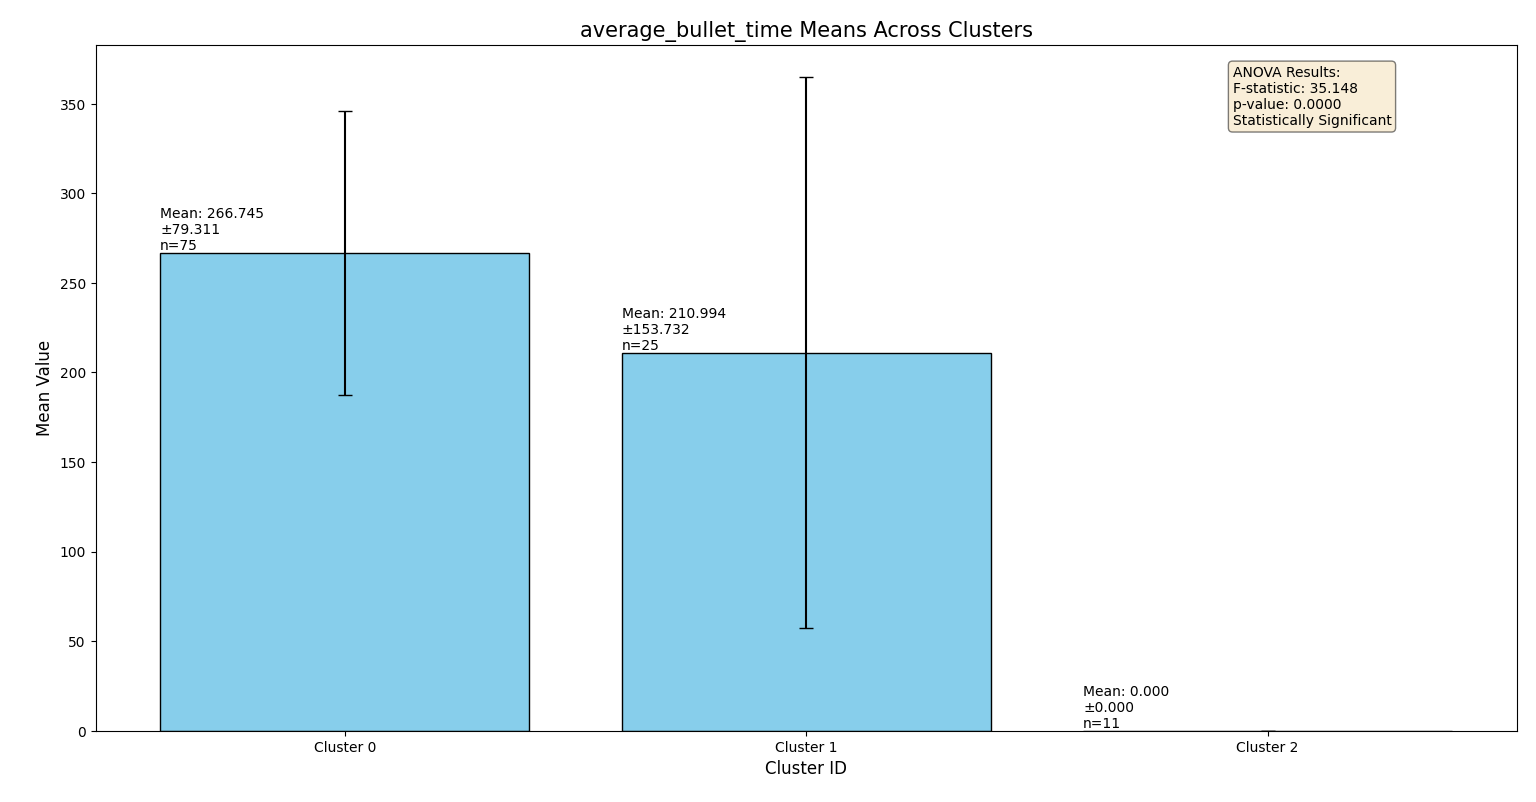 average_bullet_time Means Across Clusters
ANOVA Results:
F-statistic: 35.148
p-value: 0.0000
Statistically Significant
Mean Value
350
300
250
200
150
100
50
0
Mean: 266.745
±79.311
n=75
Mean: 210.994
±153.732
n=25
Mean: 0.000
±0.000
n=11
Cluster 0
Cluster 1
Cluster 2
Cluster ID